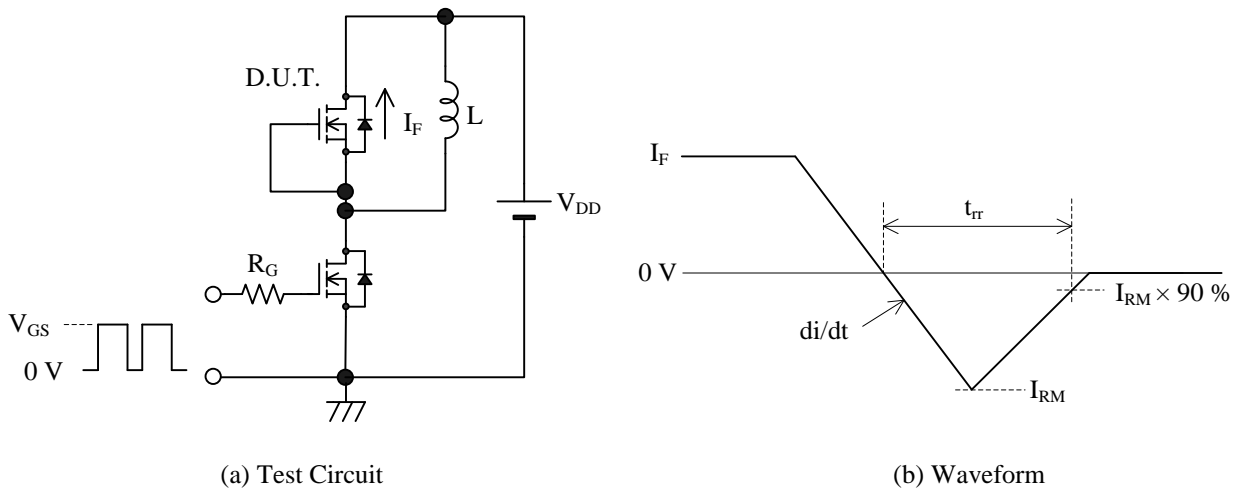 D.U.T.
I_F
L
V_DD
R_G
V_GS
0 V
(a) Test Circuit
I_F
t_rr
0 V
I_RM × 90 %
di/dt
I_RM
(b) Waveform